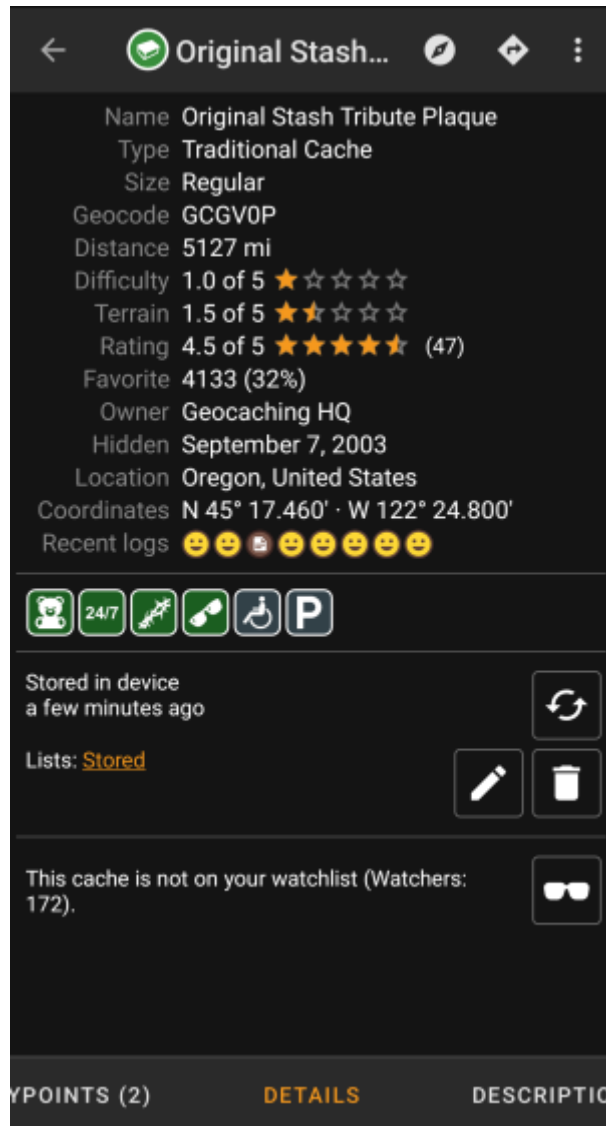 Original Stash...
Name Original Stash Tribute Plaque
Type Traditional Cache
Size Regular
Geocode GCGV0P
Distance 5127 mi
Difficulty 1.0 of 5
Terrain 1.5 of 5
Rating 4.5 of 5 (47)
Favorite 4133 (32%)
Owner Geocaching HQ
Hidden September 7, 2003
Location Oregon, United States
Coordinates N 45° 17.460' · W 122° 24.800'
Recent logs
24/7 P
Stored in device
a few minutes ago
Lists: Stored
This cache is not on your watchlist (Watchers:
172).
YPOINTS (2) DETAILS DESCRIPTIO